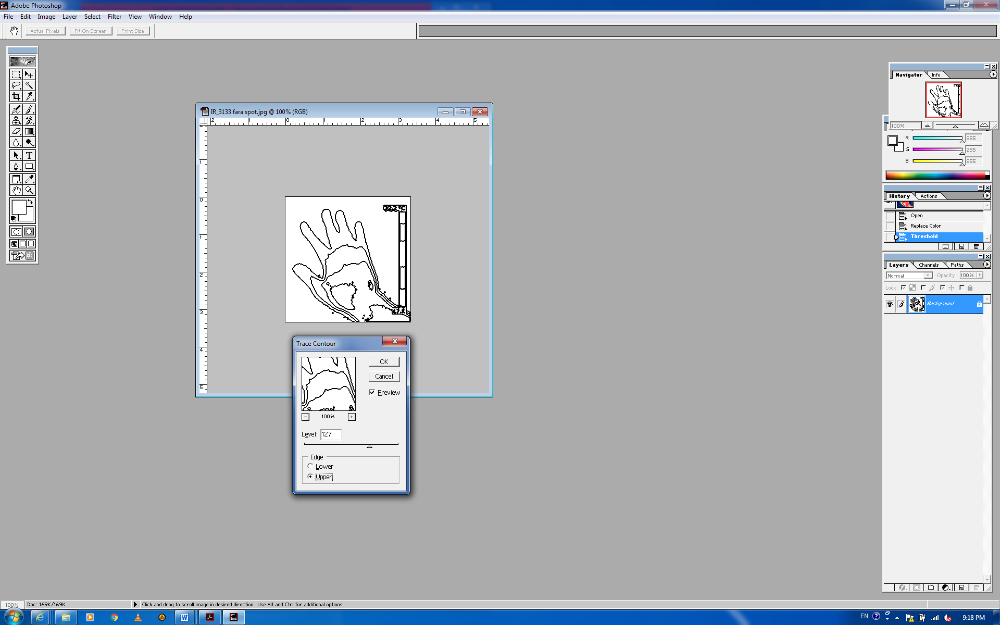 Adobe Photoshop
File Edit Image Layer Select Filter View Window Help
Actual Pixels Fit On Screen Print Size
IR_3133 fara spot.jpg @ 100% (RGB)
2 1 0 1 2 3 4 5
1
0
1
2
3
4
5
32.2 °C
17.3
Trace Contour
OK
Cancel
Preview
100%
Level: 127
Edge
Lower
Upper
Navigator Info
100%
R 255
G 255
B 255
History Actions
Open
Replace Color
Threshold
Layers Channels Paths
Normal Opacity: 100%
Lock:
Background
100% Doc: 169K/169K Click and drag to scroll image in desired direction. Use Alt and Ctrl for additional options
EN 9:18 PM